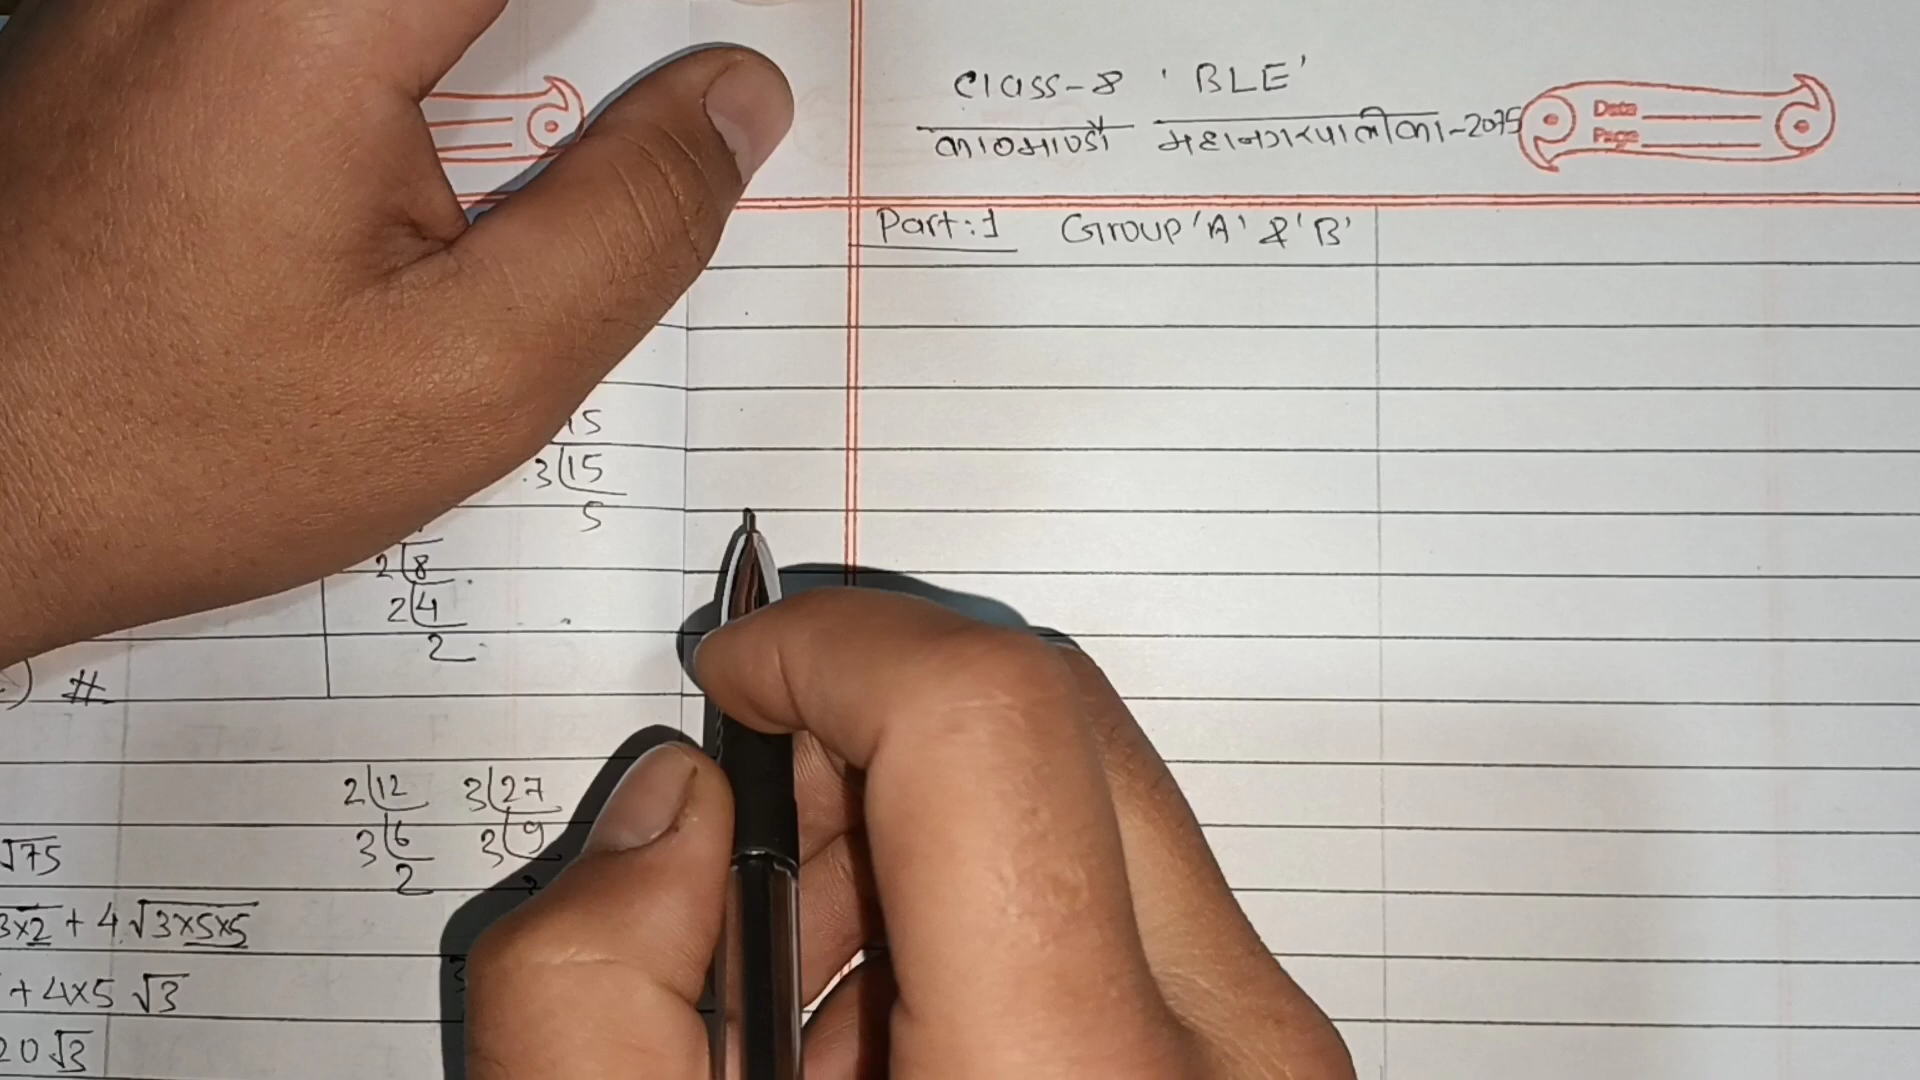 Class-8 'BLE'
काठमाण्डौ महानगरपालीका-2075
Date
Page
Part:1 Group 'A' & 'B'
15
3 15
5
2 8
2 4
2
#
2 12 3 27
3 6 3 9
2
√75
3×2 + 4√3×5×5
+ 4×5√3
20√3